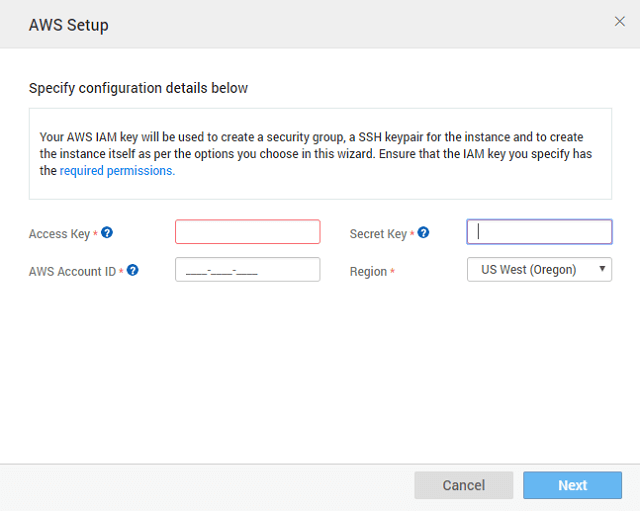 AWS Setup
Specify configuration details below
Your AWS IAM key will be used to create a security group, a SSH keypair for the instance and to create
the instance itself as per the options you choose in this wizard. Ensure that the IAM key you specify has
the required permissions.
Access Key *
Secret Key *
AWS Account ID * ____-____-____
Region * US West (Oregon)
Cancel Next